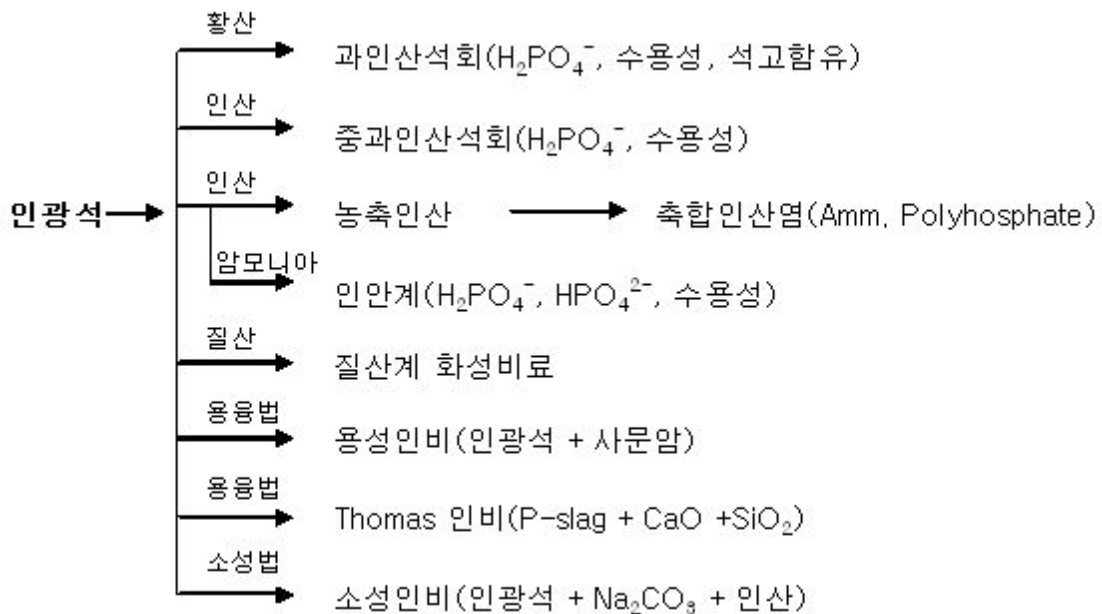 황산
과인산석회(H₂PO₄⁻, 수용성, 석고함유)
인산
중과인산석회(H₂PO₄⁻, 수용성)
인산
인광석
농축인산
축합인산염(Amm, Polyhosphate)
암모니아
인안계(H₂PO₄⁻, HPO₄²⁻, 수용성)
질산
질산계 화성비료
용융법
용성인비(인광석 + 사문암)
용융법
Thomas 인비(P-slag + CaO +SiO₂)
소성법
소성인비(인광석 + Na₂CO₃ + 인산)